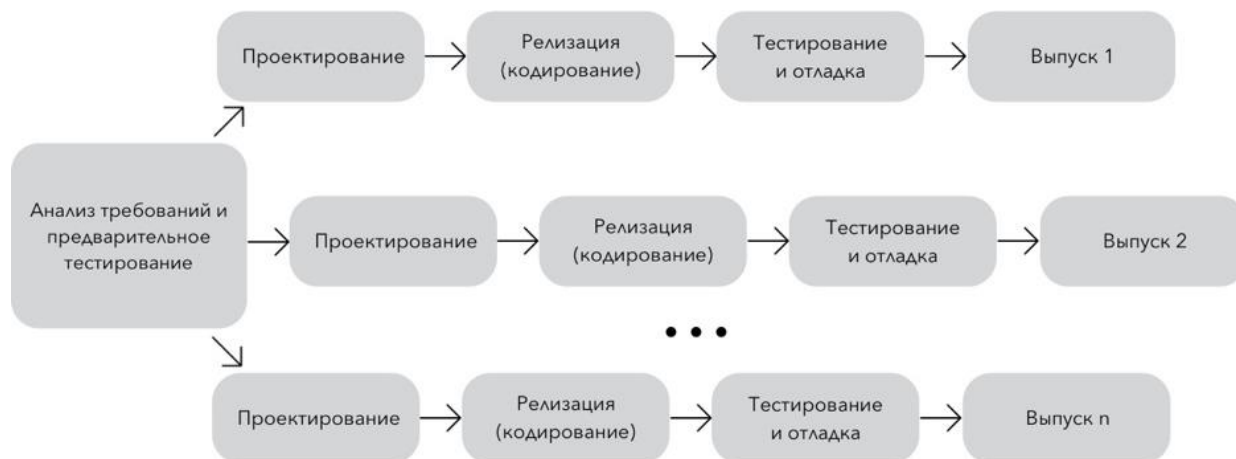 Проектирование
Релизация
(кодирование)
Тестирование
и отладка
Выпуск 1
Анализ требований и
предварительное
тестирование
Проектирование
Релизация
(кодирование)
Тестирование
и отладка
Выпуск 2
• • •
Проектирование
Релизация
(кодирование)
Тестирование
и отладка
Выпуск n